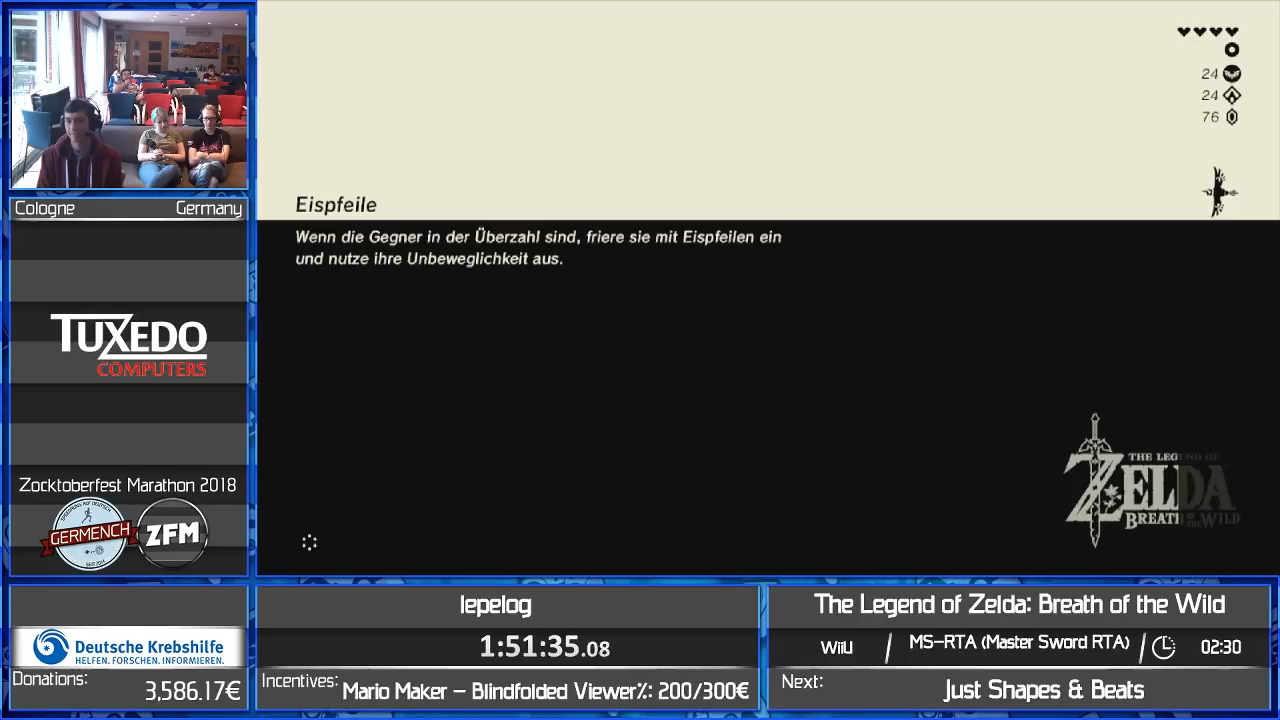 24
24
76
Eispfeile
Wenn die Gegner in der Überzahl sind, friere sie mit Eispfeilen ein
und nutze ihre Unbeweglichkeit aus.
THE LEGEND OF
ZELDA
BREATH OF THE WILD
Cologne Germany
TUXEDO
COMPUTERS
Zocktoberfest Marathon 2018
GERMENCH
ZFM
Deutsche Krebshilfe
HELFEN. FORSCHEN. INFORMIEREN.
Donations: 3,586.17€
lepelog
1:51:35.08
Incentives: Mario Maker – Blindfolded Viewer%: 200/300€
The Legend of Zelda: Breath of the Wild
WiiU / MS-RTA (Master Sword RTA) / 02:30
Next: Just Shapes & Beats